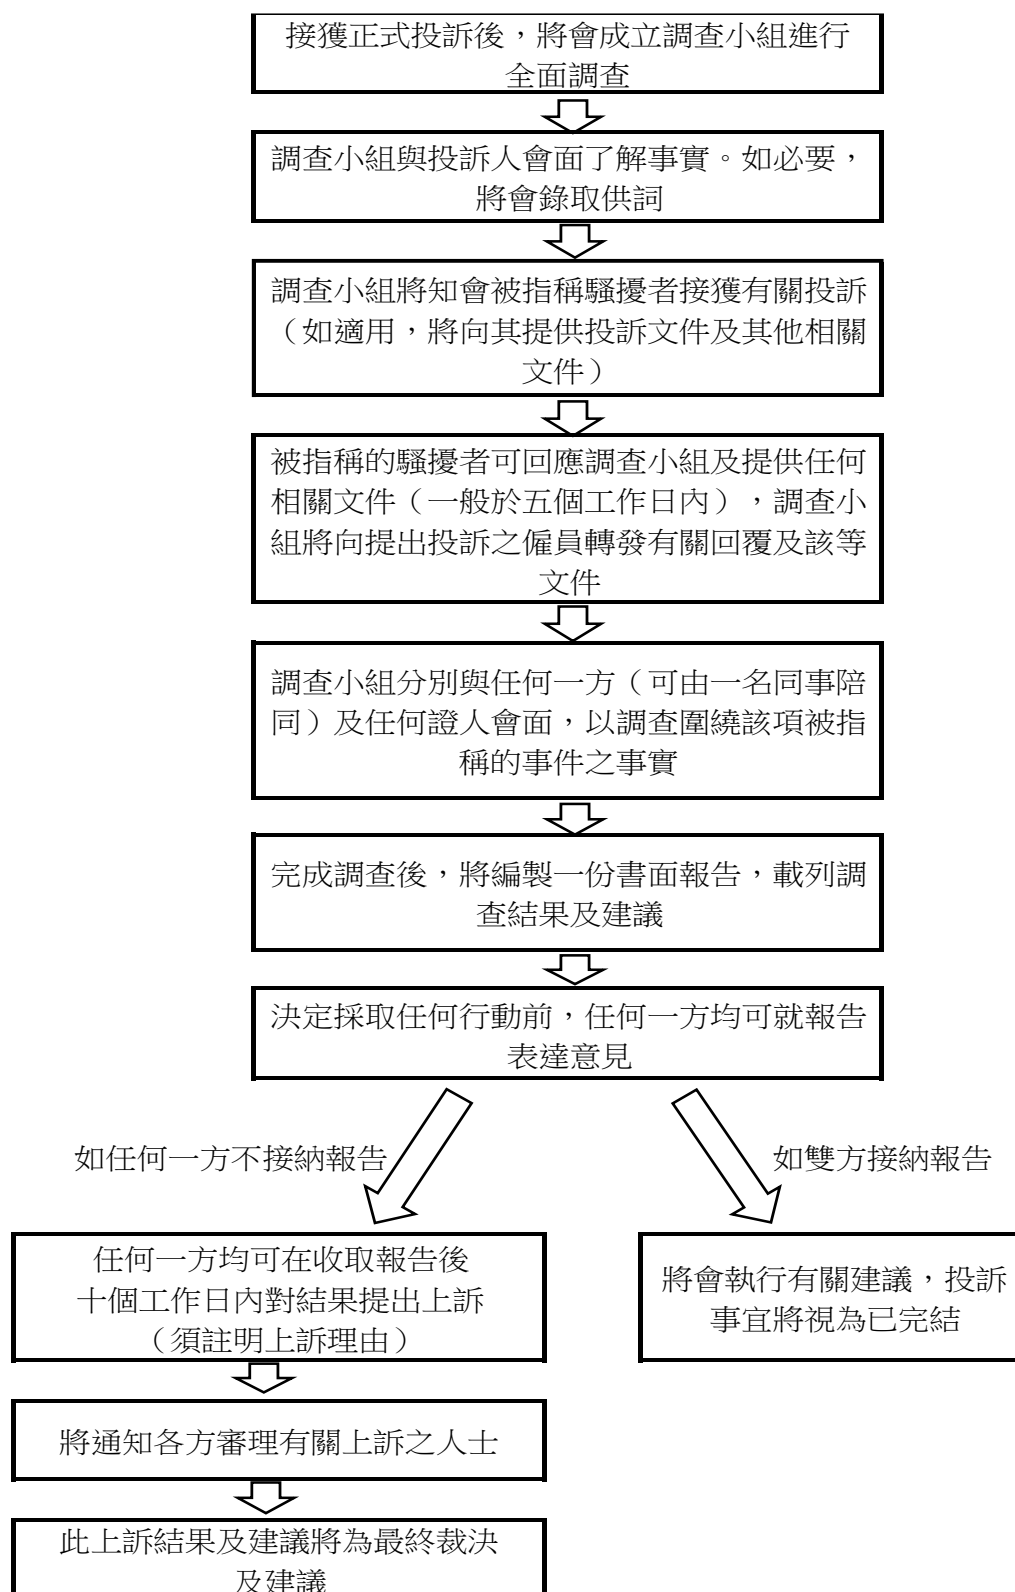 接獲正式投訴後，將會成立調查小組進行
全面調查
調查小組與投訴人會面了解事實。如必要，
將會錄取供詞
調查小組將知會被指稱騷擾者接獲有關投訴
（如適用，將向其提供投訴文件及其他相關
文件）
被指稱的騷擾者可回應調查小組及提供任何
相關文件（一般於五個工作日內），調查小
組將向提出投訴之僱員轉發有關回覆及該等
文件
調查小組分別與任何一方（可由一名同事陪
同）及任何證人會面，以調查圍繞該項被指
稱的事件之事實
完成調查後，將編製一份書面報告，載列調
查結果及建議
決定採取任何行動前，任何一方均可就報告
表達意見
如任何一方不接納報告
如雙方接納報告
任何一方均可在收取報告後
十個工作日內對結果提出上訴
（須註明上訴理由）
將會執行有關建議，投訴
事宜將視為已完結
將通知各方審理有關上訴之人士
此上訴結果及建議將為最終裁決
及建議